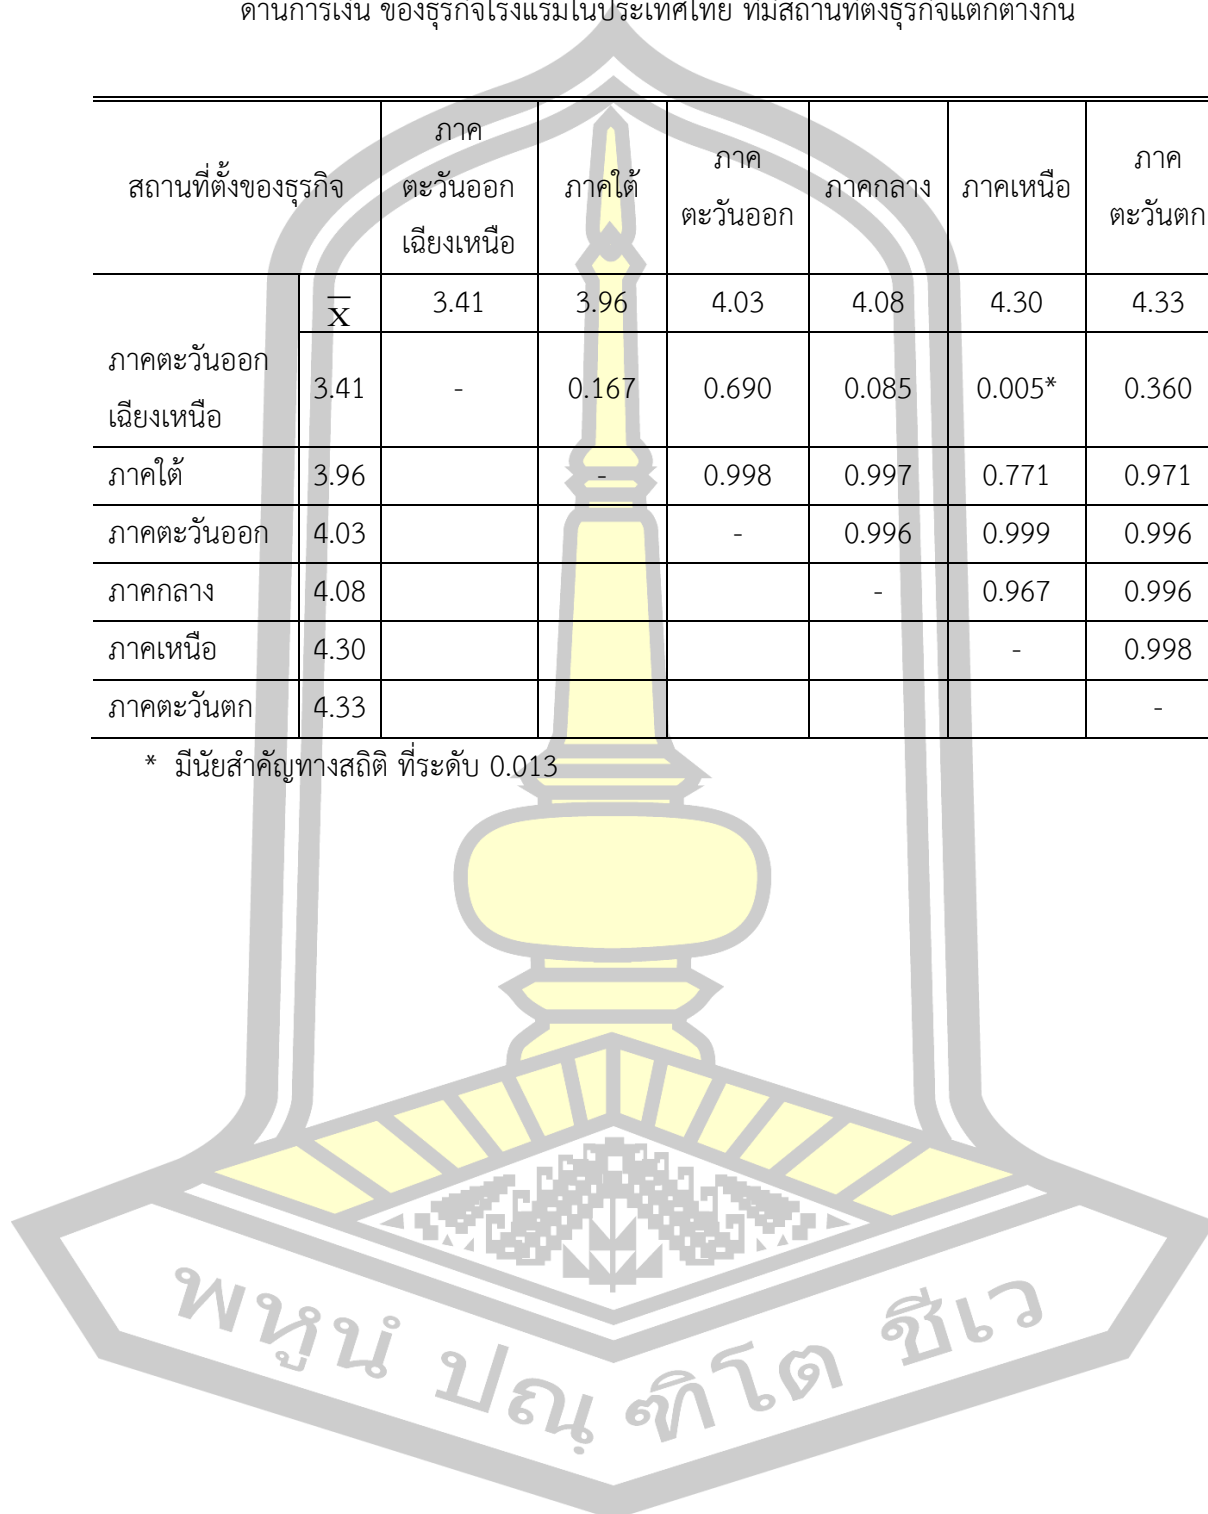 ด้านการเงิน ของธุรกิจโรงแรมในประเทศไทย ที่มีสถานที่ตั้งธุรกิจแตกต่างกัน
สถานที่ตั้งของธุรกิจ ภาคตะวันออกเฉียงเหนือ ภาคใต้ ภาคตะวันออก ภาคกลาง ภาคเหนือ ภาคตะวันตก
X̅ 3.41 3.96 4.03 4.08 4.30 4.33
ภาคตะวันออกเฉียงเหนือ 3.41 - 0.167 0.690 0.085 0.005* 0.360
ภาคใต้ 3.96 - 0.998 0.997 0.771 0.971
ภาคตะวันออก 4.03 - 0.996 0.999 0.996
ภาคกลาง 4.08 - 0.967 0.996
ภาคเหนือ 4.30 - 0.998
ภาคตะวันตก 4.33 -
* มีนัยสำคัญทางสถิติ ที่ระดับ 0.013
พหูนํ ปณฺฑิโต ชีเว